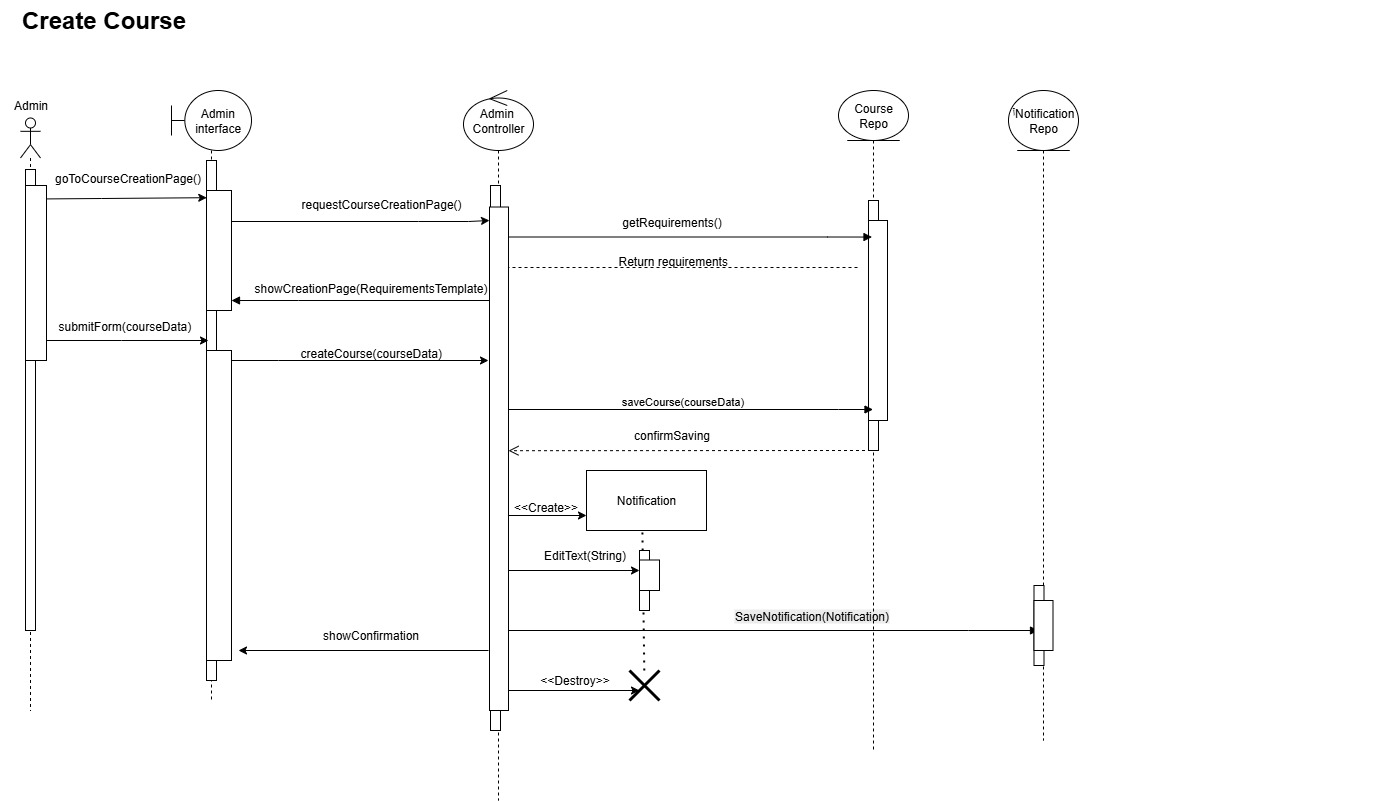 Create Course
Admin
Admin
interface
Admin
Controller
Course
Repo
Notification
Repo
goToCourseCreationPage()
requestCourseCreationPage()
getRequirements()
Return requirements
showCreationPage(RequirementsTemplate)
submitForm(courseData)
createCourse(courseData)
saveCourse(courseData)
confirmSaving
Notification
<<Create>>
EditText(String)
SaveNotification(Notification)
showConfirmation
<<Destroy>>